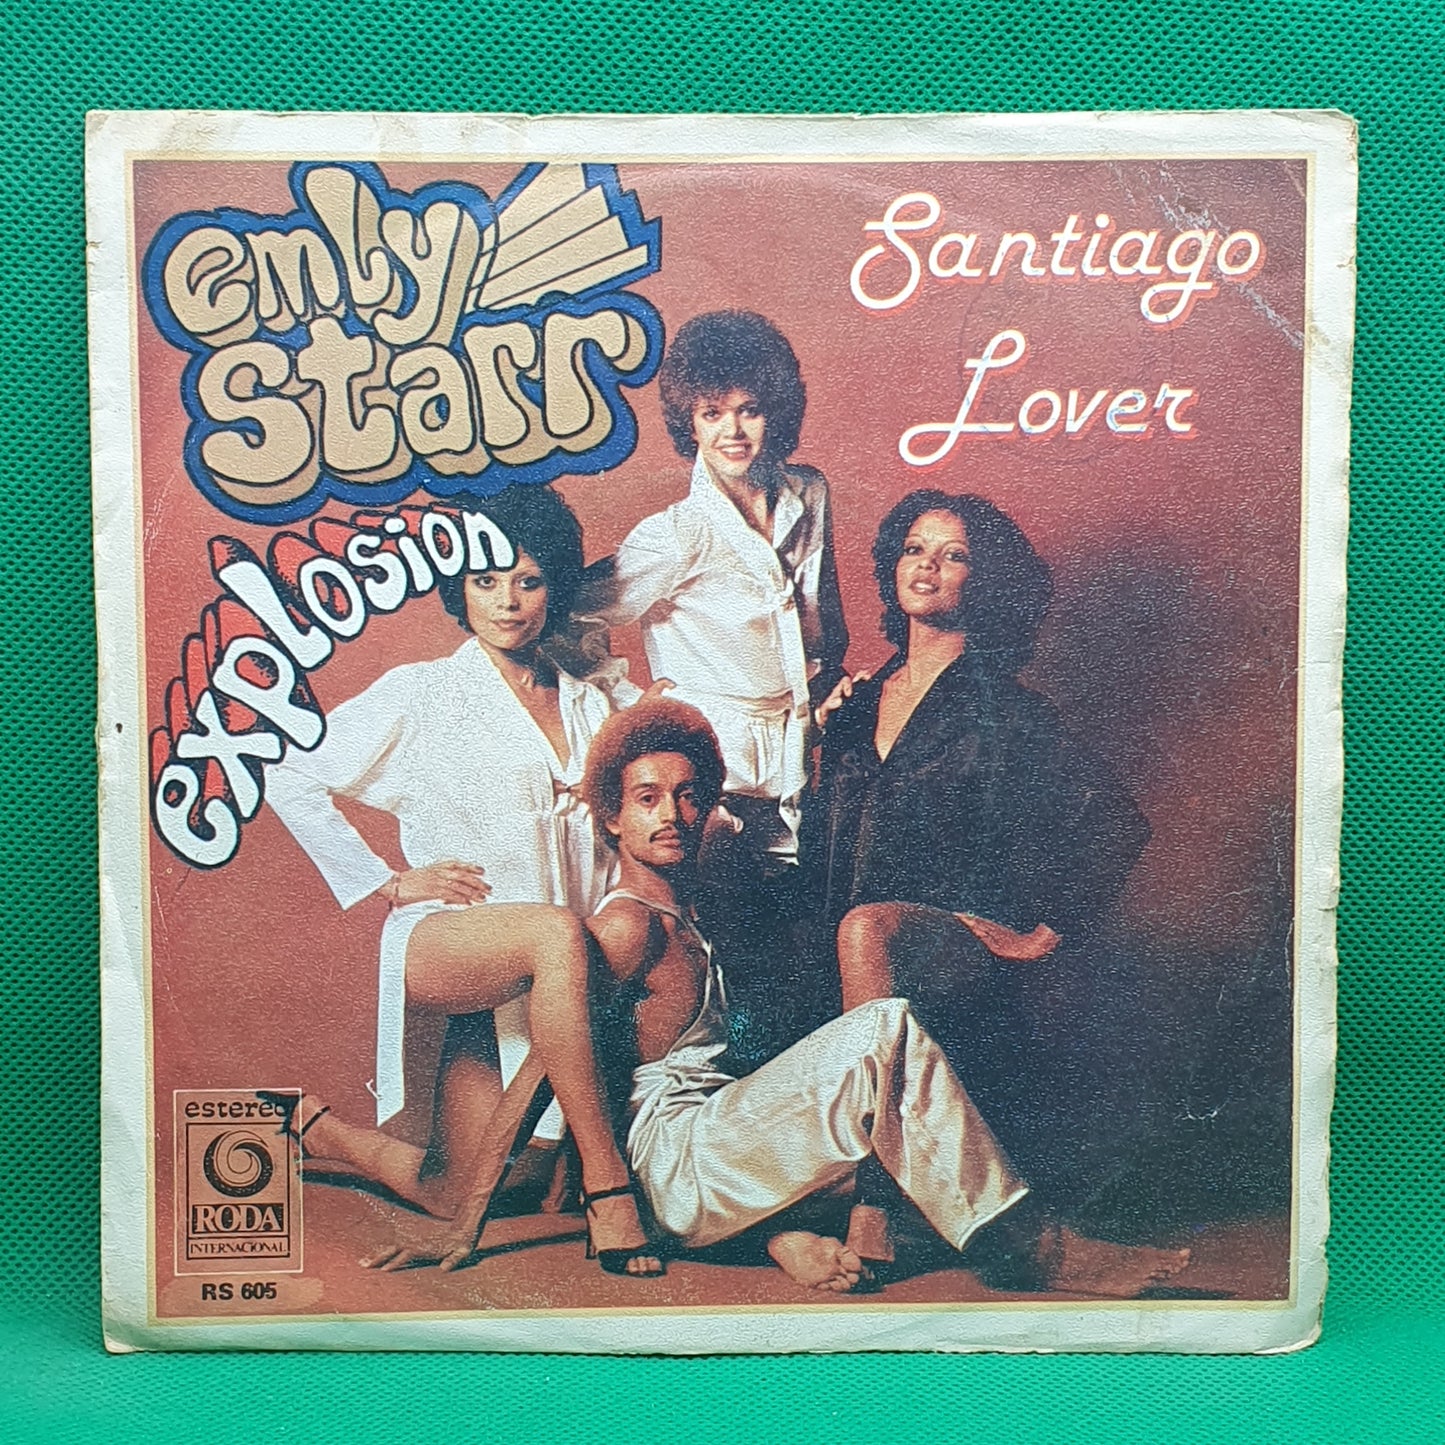 emly
starr
explosion
Santiago
Lover
estereo
RODA
INTERNACIONAL
RS 605